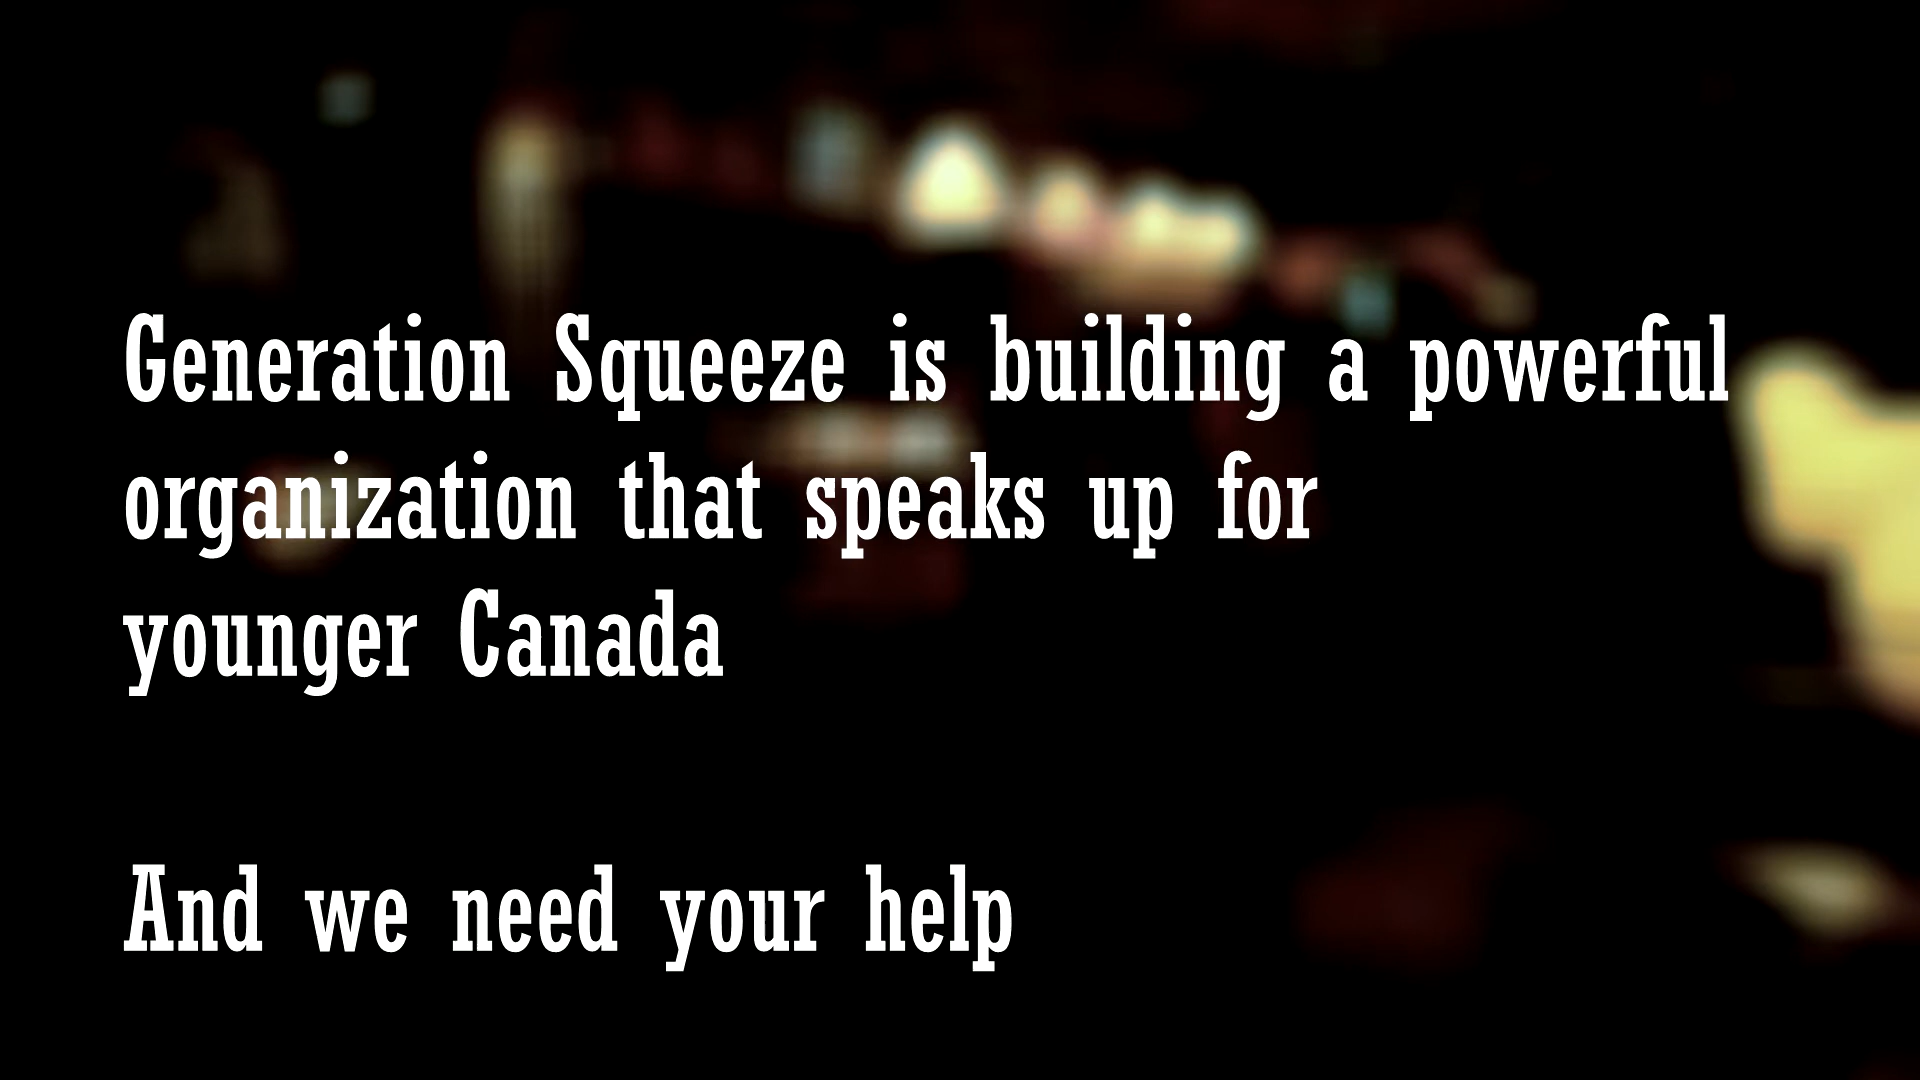 Generation Squeeze is building a powerful
organization that speaks up for
younger Canada
And we need your help